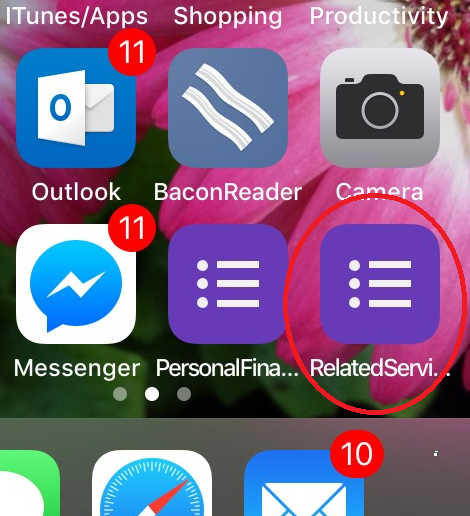 ITunes/Apps Shopping Productivity
11
Outlook BaconReader Camera
11
Messenger PersonalFina... RelatedServi...
10